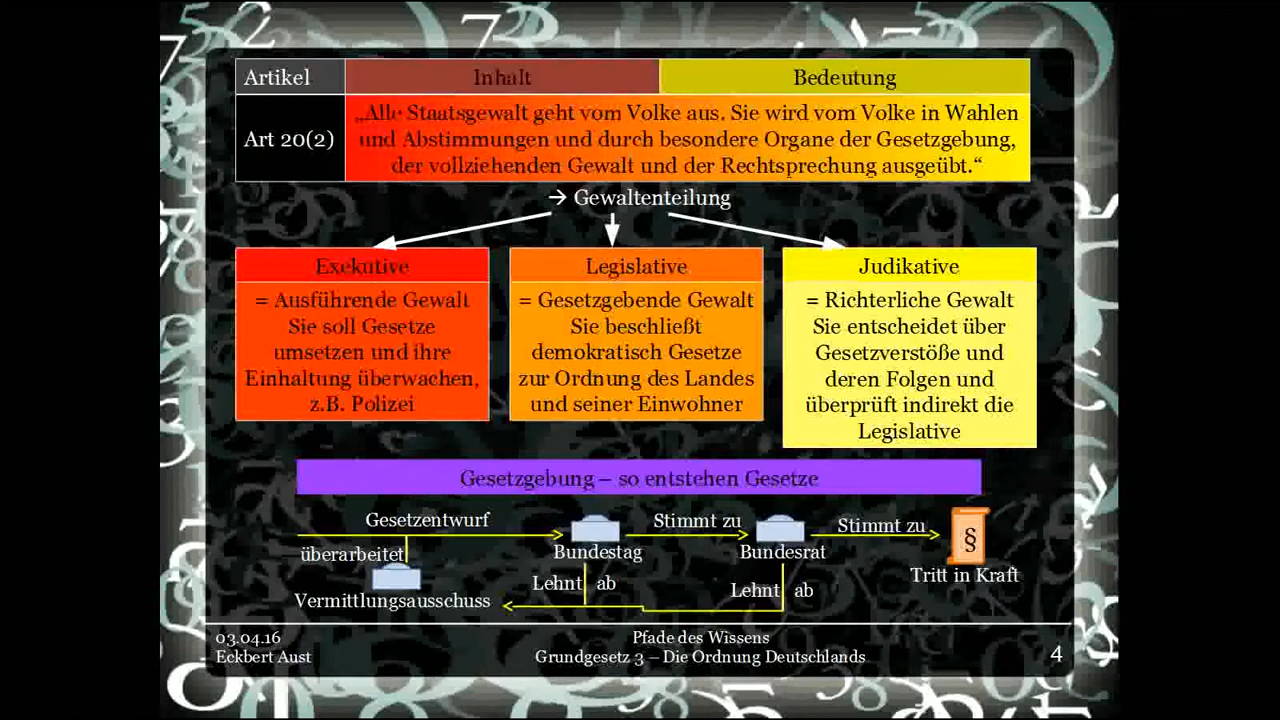 Artikel
Inhalt
Bedeutung
Art 20(2)
„Alle Staatsgewalt geht vom Volke aus. Sie wird vom Volke in Wahlen
und Abstimmungen und durch besondere Organe der Gesetzgebung,
der vollziehenden Gewalt und der Rechtsprechung ausgeübt.“
→ Gewaltenteilung
Exekutive
= Ausführende Gewalt
Sie soll Gesetze
umsetzen und ihre
Einhaltung überwachen,
z.B. Polizei
Legislative
= Gesetzgebende Gewalt
Sie beschließt
demokratisch Gesetze
zur Ordnung des Landes
und seiner Einwohner
Judikative
= Richterliche Gewalt
Sie entscheidet über
Gesetzverstöße und
deren Folgen und
überprüft indirekt die
Legislative
Gesetzgebung – so entstehen Gesetze
Gesetzentwurf
Stimmt zu
Stimmt zu
§
überarbeitet
Bundestag
Bundesrat
Tritt in Kraft
Lehnt ab
Lehnt ab
Vermittlungsausschuss
03.04.16
Eckbert Aust
Pfade des Wissens
Grundgesetz 3 – Die Ordnung Deutschlands
4